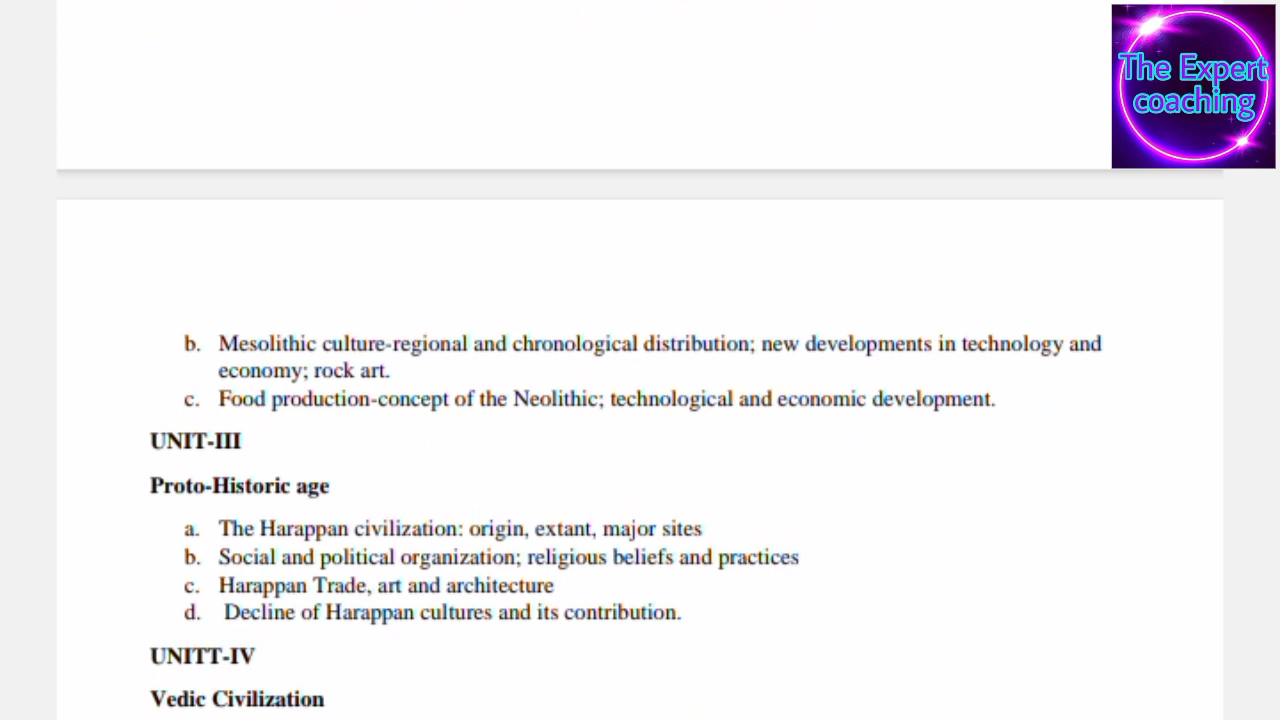 The Expert
coaching
b. Mesolithic culture-regional and chronological distribution; new developments in technology and
economy; rock art.
c. Food production-concept of the Neolithic; technological and economic development.
UNIT-III
Proto-Historic age
a. The Harappan civilization: origin, extant, major sites
b. Social and political organization; religious beliefs and practices
c. Harappan Trade, art and architecture
d. Decline of Harappan cultures and its contribution.
UNITT-IV
Vedic Civilization